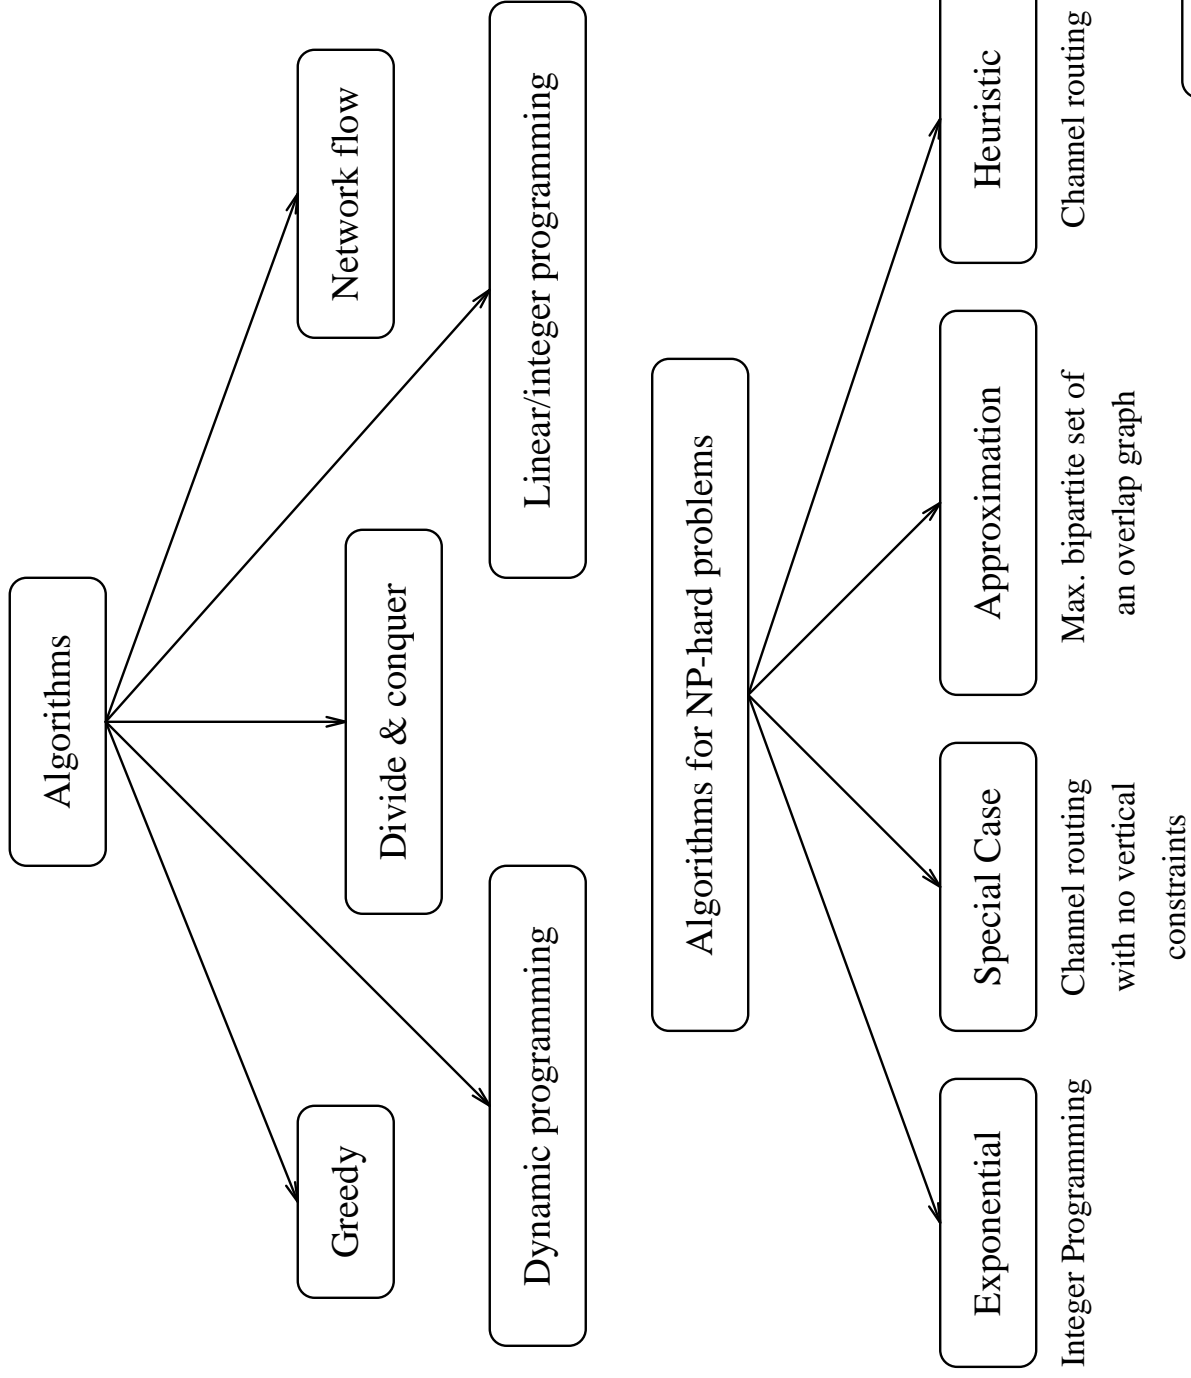 Algorithms
Greedy
Network flow
Divide & conquer
Dynamic programming
Linear/integer programming
Algorithms for NP-hard problems
Exponential
Special Case
Approximation
Heuristic
Integer Programming
Channel routing
with no vertical
constraints
Max. bipartite set of
an overlap graph
Channel routing